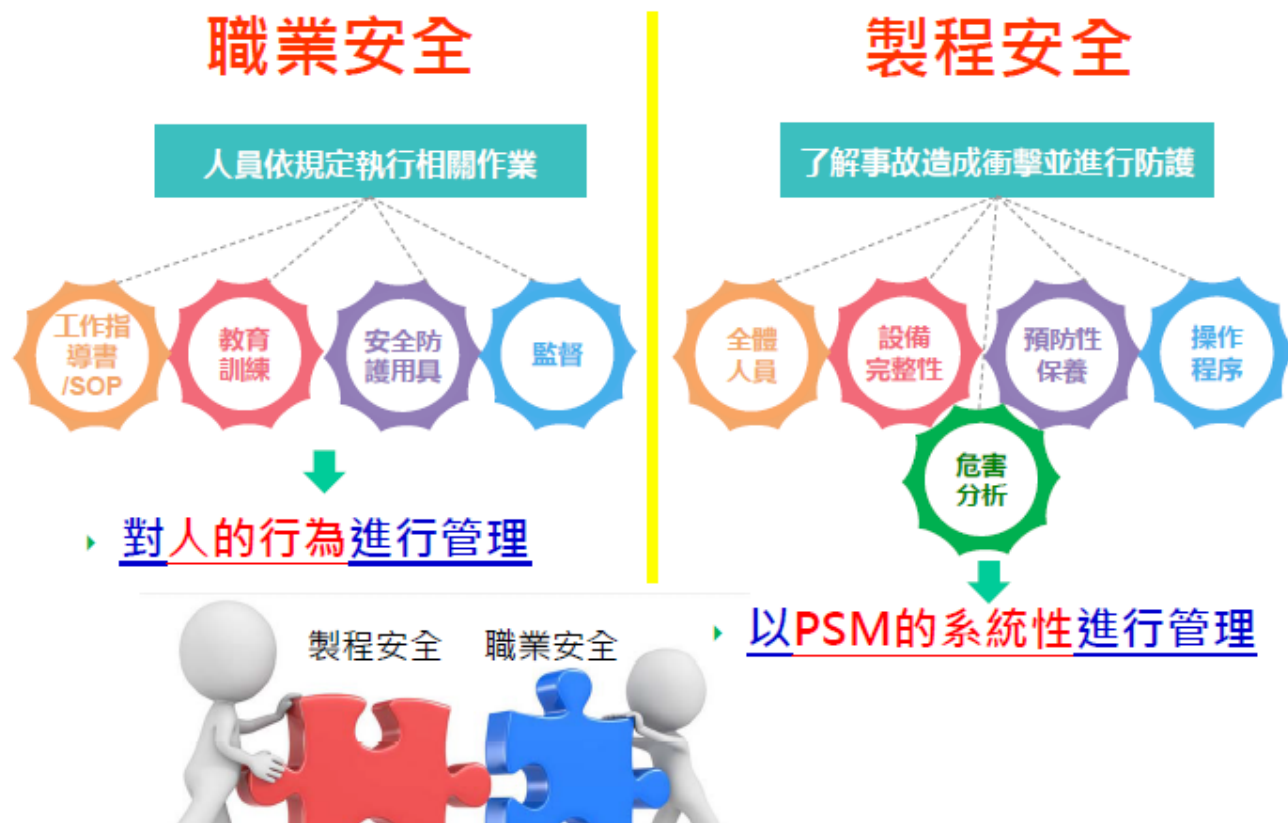 職業安全
人員依規定執行相關作業
工作指
導書
/SOP
教育
訓練
安全防
護用具
監督
對人的行為進行管理
製程安全
了解事故造成衝擊並進行防護
全體
人員
設備
完整性
預防性
保養
操作
程序
危害
分析
以PSM的系統性進行管理
製程安全
職業安全